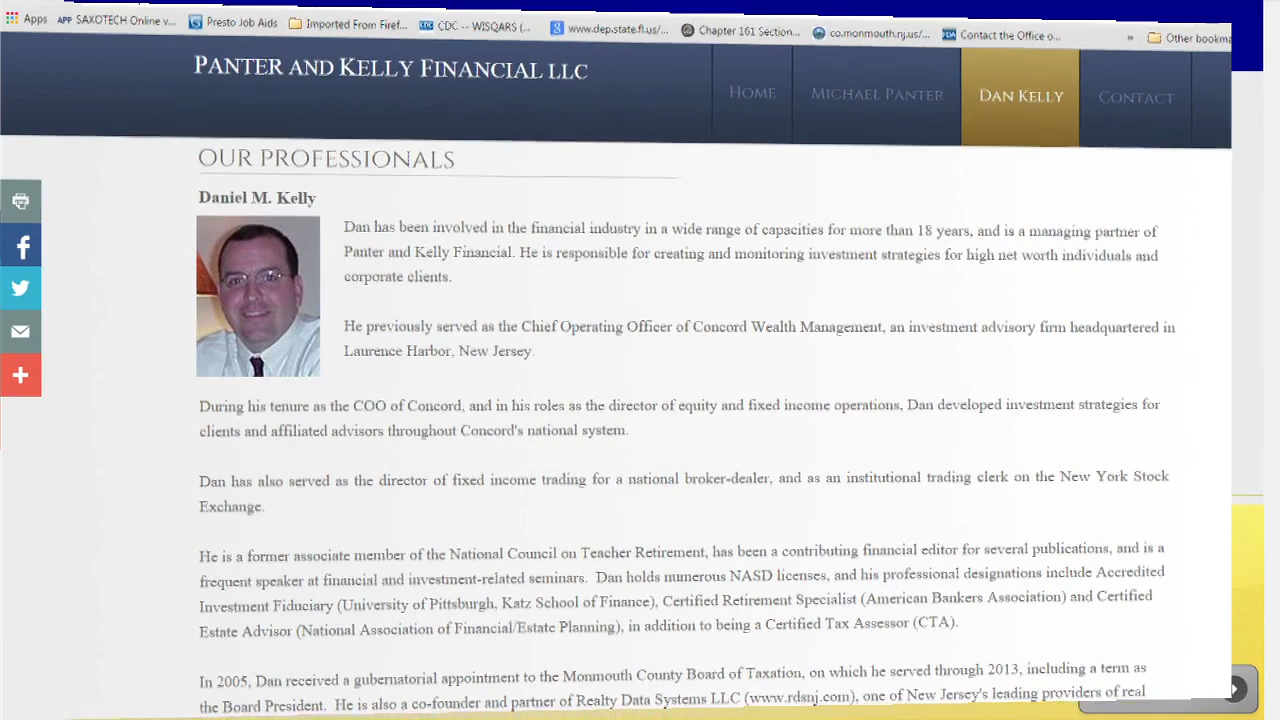 Apps APP SAXOTECH Online v... Presto Job Aids Imported From Firef... CDC -- WISQARS (... www.dep.state.fl.us/... Chapter 161 Section... co.monmouth.nj.us/... Contact the Office o... » Other bookma
PANTER AND KELLY FINANCIAL LLC
HOME MICHAEL PANTER DAN KELLY CONTACT
OUR PROFESSIONALS
Daniel M. Kelly
Dan has been involved in the financial industry in a wide range of capacities for more than 18 years, and is a managing partner of
Panter and Kelly Financial. He is responsible for creating and monitoring investment strategies for high net worth individuals and
corporate clients.
He previously served as the Chief Operating Officer of Concord Wealth Management, an investment advisory firm headquartered in
Laurence Harbor, New Jersey.
During his tenure as the COO of Concord, and in his roles as the director of equity and fixed income operations, Dan developed investment strategies for
clients and affiliated advisors throughout Concord's national system.
Dan has also served as the director of fixed income trading for a national broker-dealer, and as an institutional trading clerk on the New York Stock
Exchange.
He is a former associate member of the National Council on Teacher Retirement, has been a contributing financial editor for several publications, and is a
frequent speaker at financial and investment-related seminars. Dan holds numerous NASD licenses, and his professional designations include Accredited
Investment Fiduciary (University of Pittsburgh, Katz School of Finance), Certified Retirement Specialist (American Bankers Association) and Certified
Estate Advisor (National Association of Financial/Estate Planning), in addition to being a Certified Tax Assessor (CTA).
In 2005, Dan received a gubernatorial appointment to the Monmouth County Board of Taxation, on which he served through 2013, including a term as
the Board President. He is also a co-founder and partner of Realty Data Systems LLC (www.rdsnj.com), one of New Jersey's leading providers of real